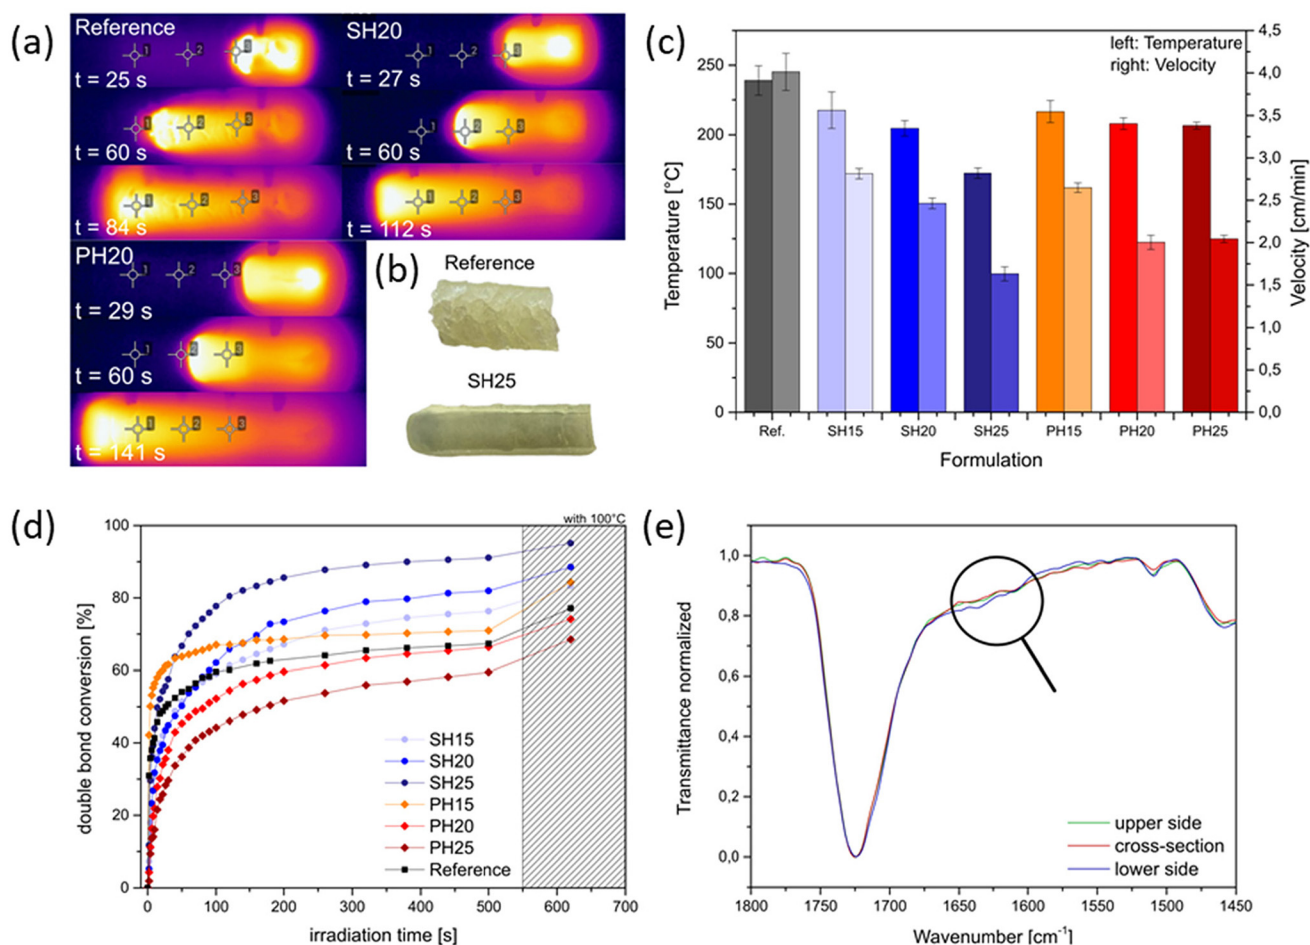 (a)
Reference
1
2
3
t = 25 s
1
2
3
t = 60 s
1
2
3
t = 84 s
SH20
1
2
3
t = 27 s
1
2
3
t = 60 s
1
2
3
t = 112 s
PH20
1
2
3
t = 29 s
1
2
3
t = 60 s
1
2
3
t = 141 s
(b)
Reference
SH25
(c)
left: Temperature
right: Velocity
Temperature [°C]
250
200
150
100
50
0
4,5
4,0
3,5
3,0
2,5
2,0
1,5
1,0
0,5
0,0
Velocity [cm/min]
Ref. SH15 SH20 SH25 PH15 PH20 PH25
Formulation
(d)
with 100°C
double bond conversion [%]
100
80
60
40
20
0
SH15
SH20
SH25
PH15
PH20
PH25
Reference
0 100 200 300 400 500 600 700
irradiation time [s]
(e)
Transmittance normalized
1,0
0,8
0,6
0,4
0,2
0,0
upper side
cross-section
lower side
1800 1750 1700 1650 1600 1550 1500 1450
Wavenumber [cm⁻¹]